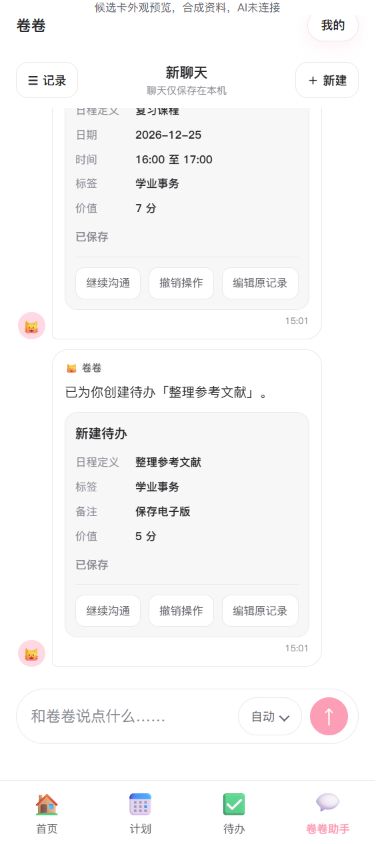 候选卡外观预览，合成资料，AI未连接
卷卷
我的
☰ 记录
新聊天
聊天仅保存在本机
＋ 新建
日程定义 复习课程
日期 2026-12-25
时间 16:00 至 17:00
标签 学业事务
价值 7 分
已保存
继续沟通 撤销操作 编辑原记录
15:01
卷卷
已为你创建待办「整理参考文献」。
新建待办
日程定义 整理参考文献
标签 学业事务
备注 保存电子版
价值 5 分
已保存
继续沟通 撤销操作 编辑原记录
15:01
和卷卷说点什么……
自动
首页 计划 待办 卷卷助手